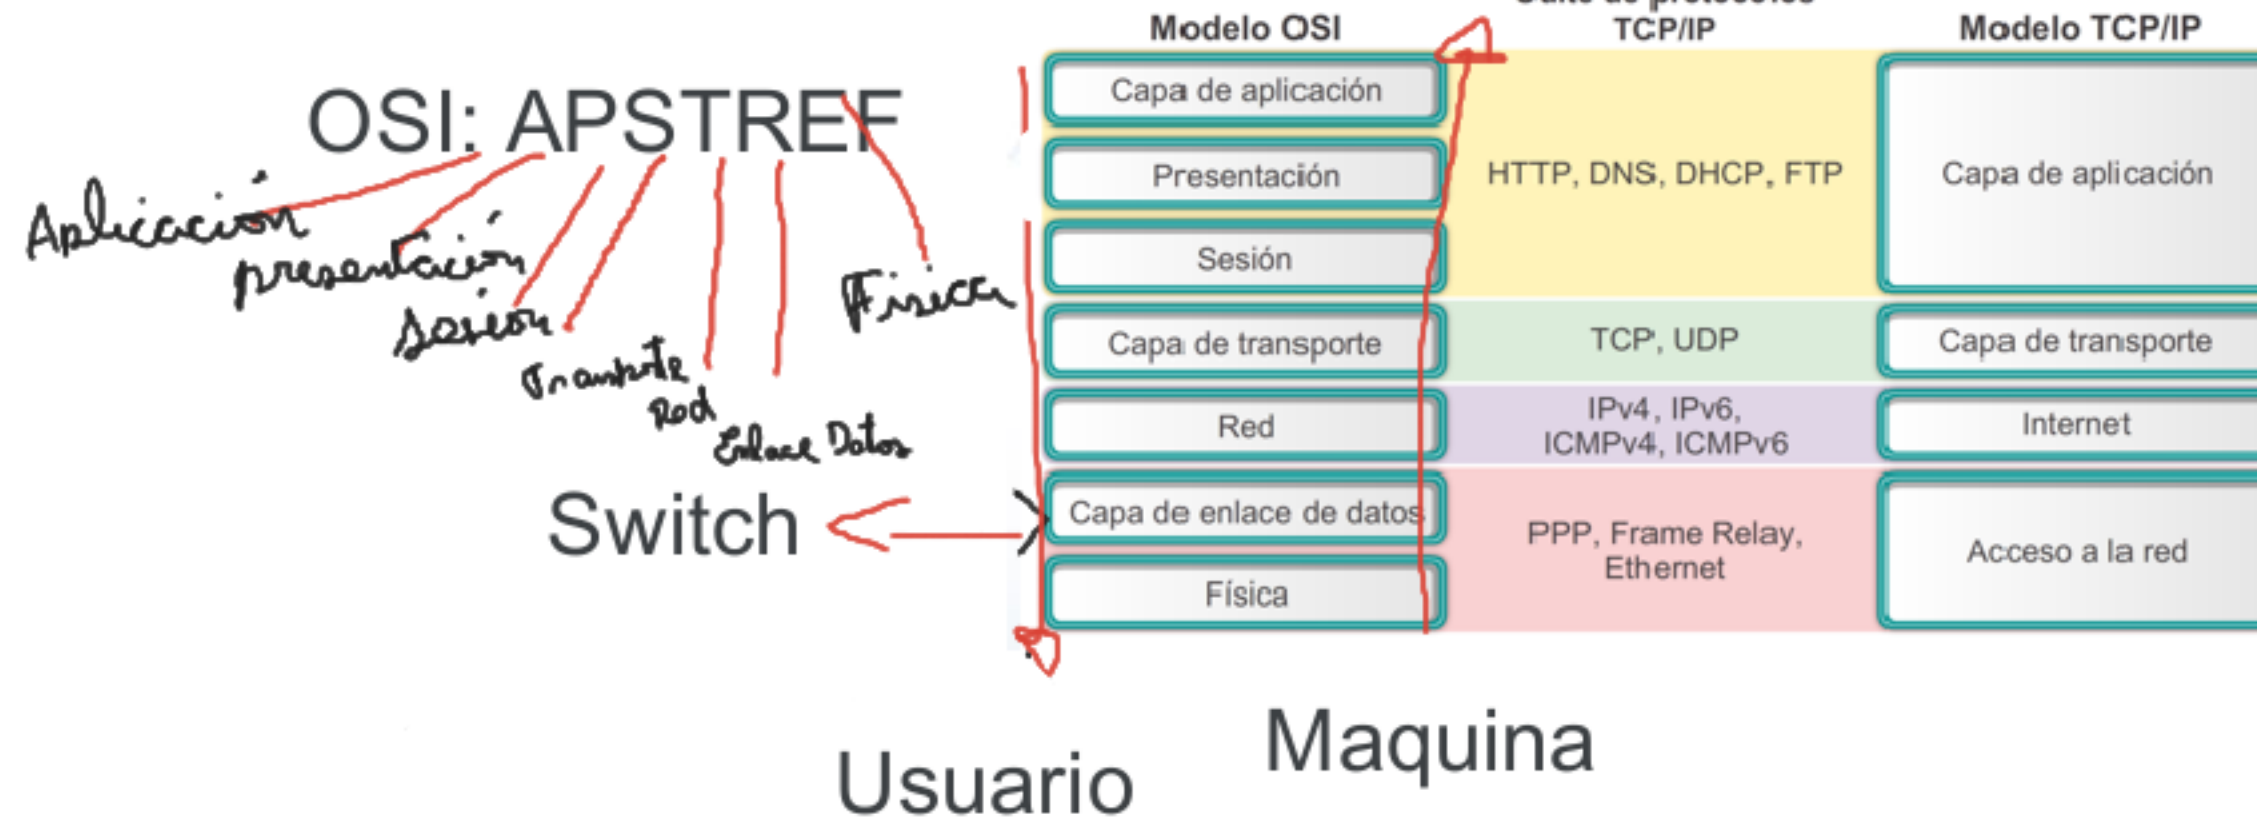 OSI: APSTREF
Aplicación
presentación
Sesión
Transporte
Red
Enlace Datos
Física
Switch
Usuario
Maquina
Modelo OSI
Capa de aplicación
Presentación
Sesión
Capa de transporte
Red
Capa de enlace de datos
Física
Suite de protocolos
TCP/IP
HTTP, DNS, DHCP, FTP
TCP, UDP
IPv4, IPv6,
ICMPv4, ICMPv6
PPP, Frame Relay,
Ethernet
Modelo TCP/IP
Capa de aplicación
Capa de transporte
Internet
Acceso a la red